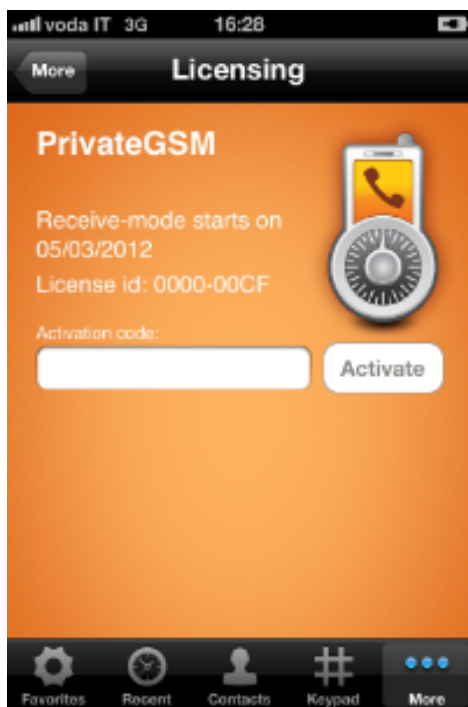 voda IT 3G 16:28
More Licensing
PrivateGSM
Receive-mode starts on
05/03/2012
License id: 0000-00CF
Activation code:
Activate
Favorites Recent Contacts Keypad More